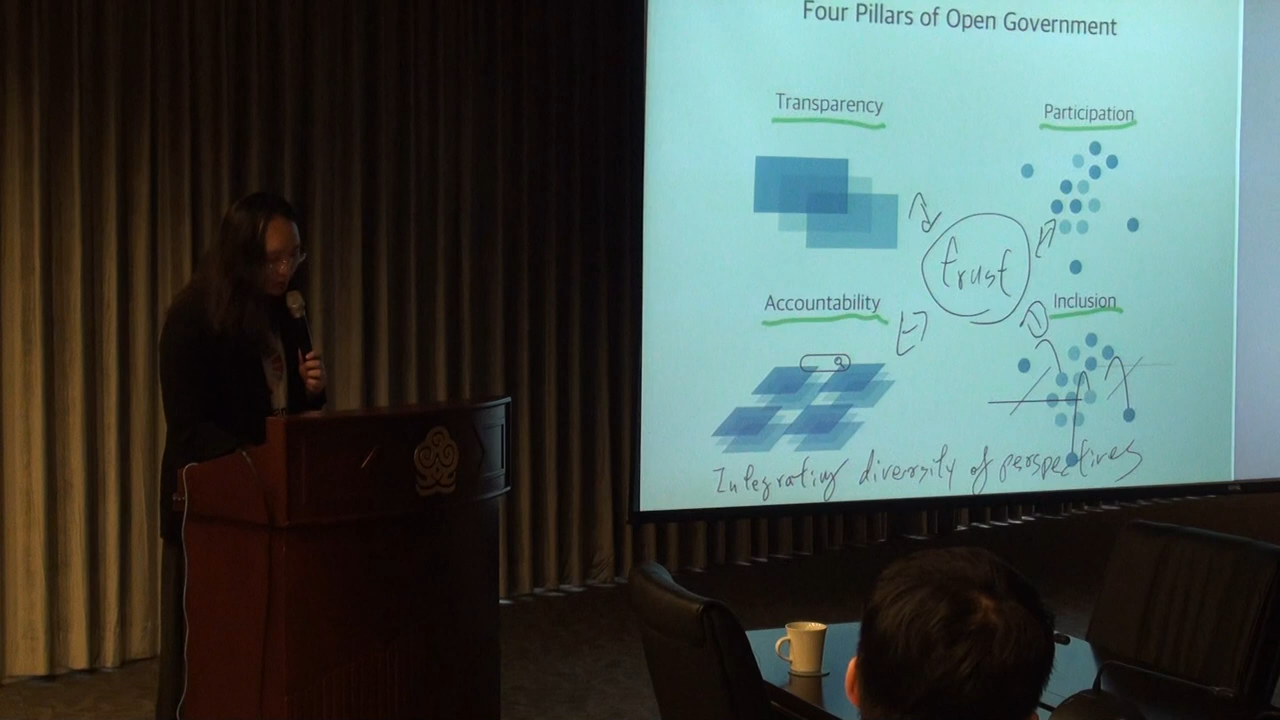 Four Pillars of Open Government
Transparency
Participation
trust
Accountability
Inclusion
Integrating diversity of perspectives